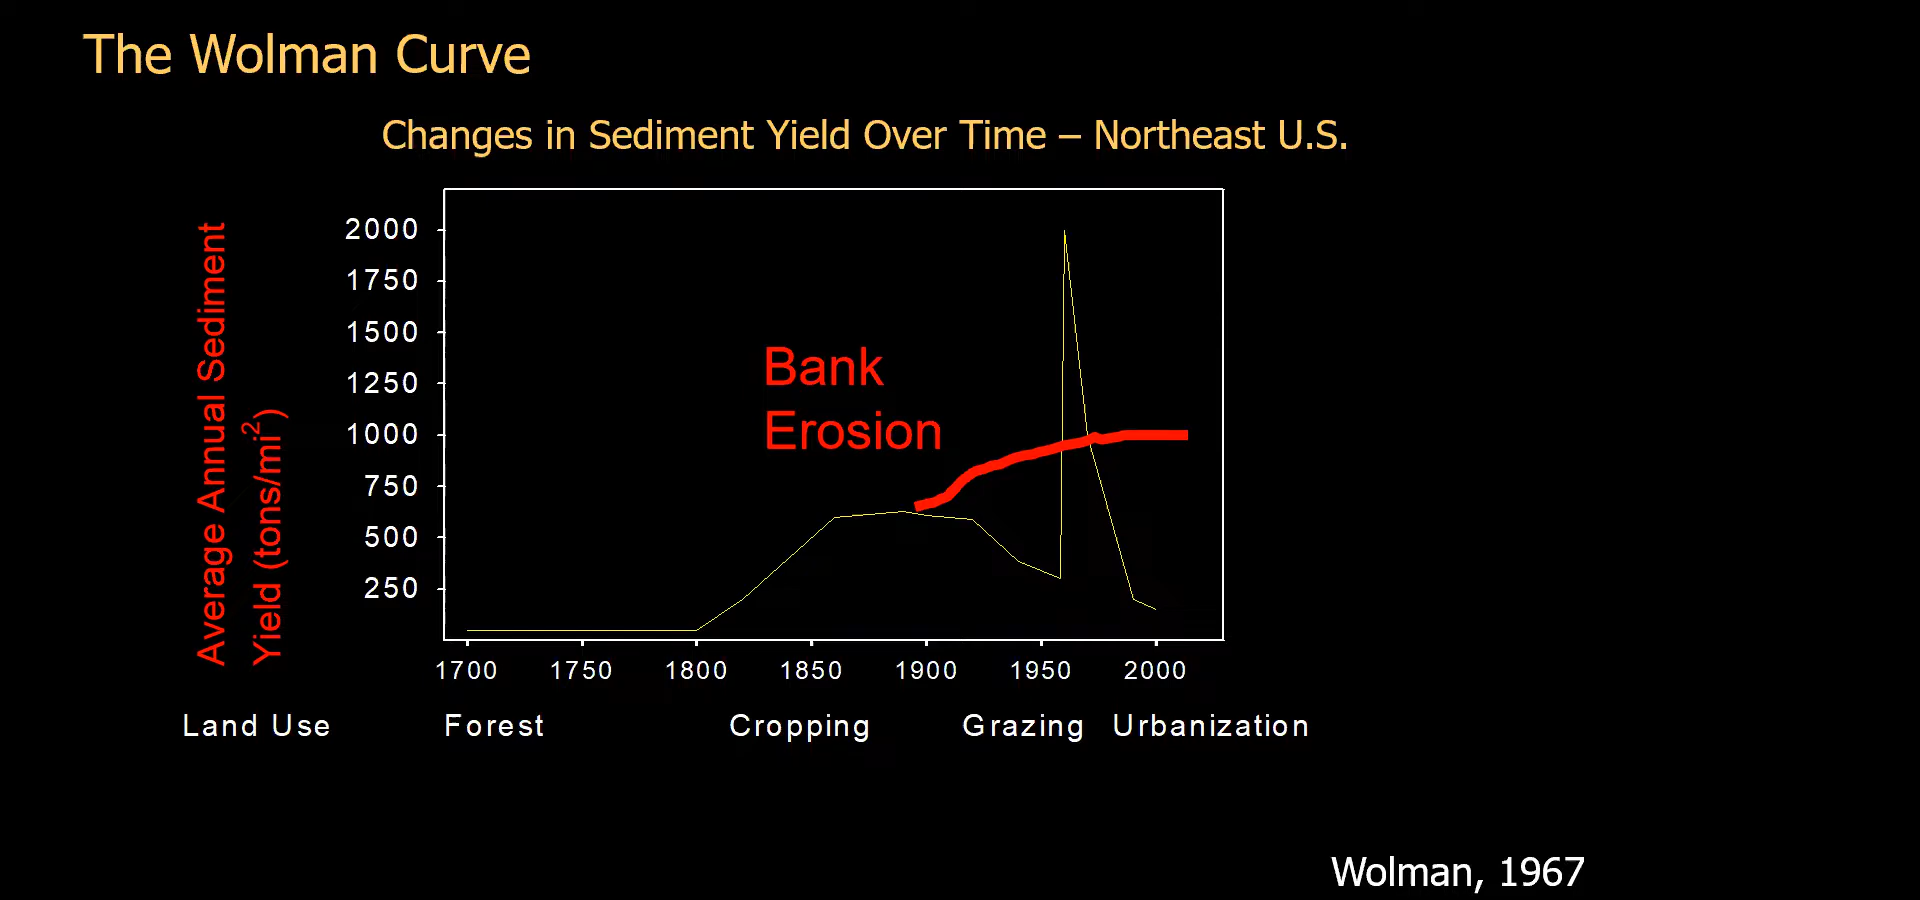 The Wolman Curve
Changes in Sediment Yield Over Time – Northeast U.S.
Average Annual Sediment
Yield (tons/mi²)
2000
1750
1500
1250
1000
750
500
250
Bank
Erosion
1700 1750 1800 1850 1900 1950 2000
Land Use Forest Cropping Grazing Urbanization
Wolman, 1967